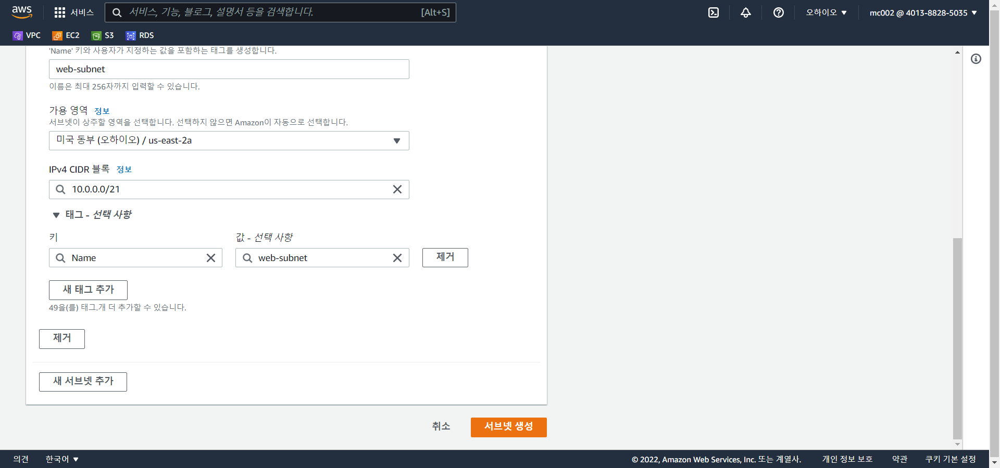 aws
서비스
서비스, 기능, 블로그, 설명서 등을 검색합니다.
[Alt+S]
오하이오
mc002 @ 4013-8828-5035
VPC
EC2
S3
RDS
'Name' 키와 사용자가 지정하는 값을 포함하는 태그를 생성합니다.
web-subnet
이름은 최대 256자까지 입력할 수 있습니다.
가용 영역 정보
서브넷이 상주할 영역을 선택합니다. 선택하지 않으면 Amazon이 자동으로 선택합니다.
미국 동부 (오하이오) / us-east-2a
IPv4 CIDR 블록 정보
10.0.0.0/21
태그 - 선택 사항
키
값 - 선택 사항
Name
web-subnet
제거
새 태그 추가
49을(를) 태그.개 더 추가할 수 있습니다.
제거
새 서브넷 추가
취소
서브넷 생성
의견
한국어
© 2022, Amazon Web Services, Inc. 또는 계열사.
개인 정보 보호
약관
쿠키 기본 설정